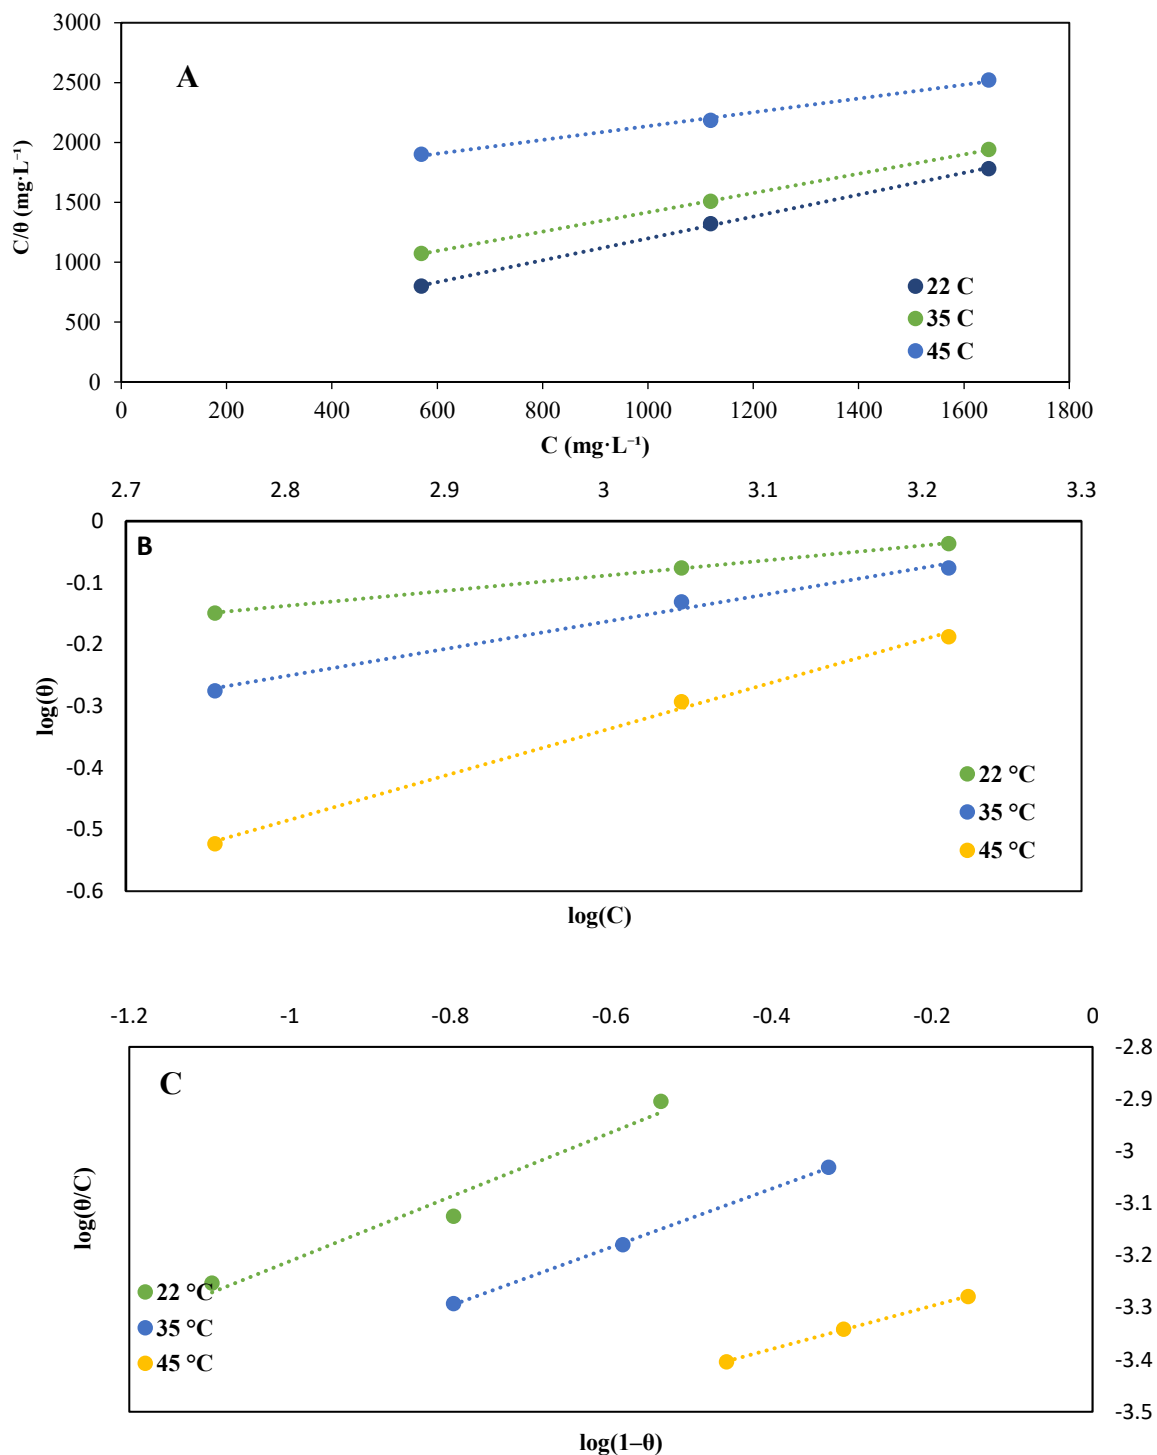 3000
A
2500
2000
1500
1000
500
0
C/θ (mg·L⁻¹)
22 C
35 C
45 C
0 200 400 600 800 1000 1200 1400 1600 1800
C (mg·L⁻¹)
2.7 2.8 2.9 3 3.1 3.2 3.3
0
B
-0.1
-0.2
-0.3
-0.4
-0.5
-0.6
log(θ)
22 °C
35 °C
45 °C
log(C)
-1.2 -1 -0.8 -0.6 -0.4 -0.2 0
C
-2.8
-2.9
-3
-3.1
-3.2
-3.3
-3.4
-3.5
log(θ/C)
22 °C
35 °C
45 °C
log(1–θ)